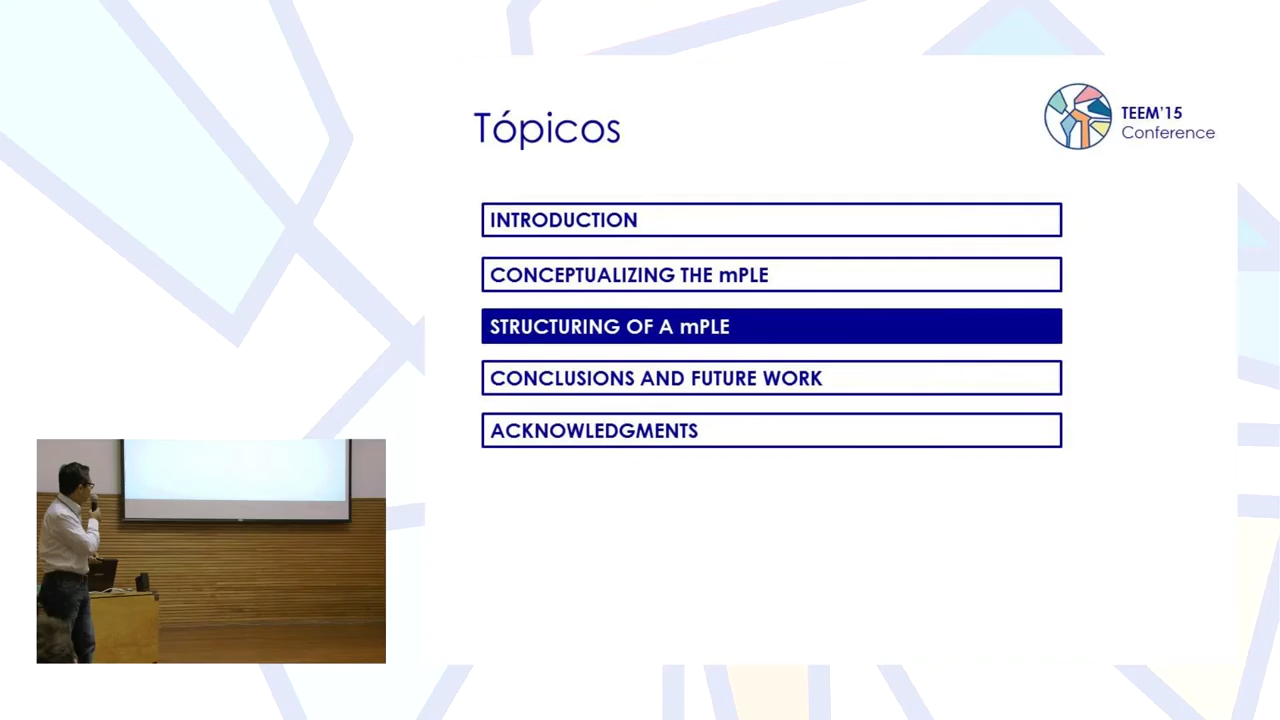 Tópicos
TEEM'15
Conference
INTRODUCTION
CONCEPTUALIZING THE mPLE
STRUCTURING OF A mPLE
CONCLUSIONS AND FUTURE WORK
ACKNOWLEDGMENTS